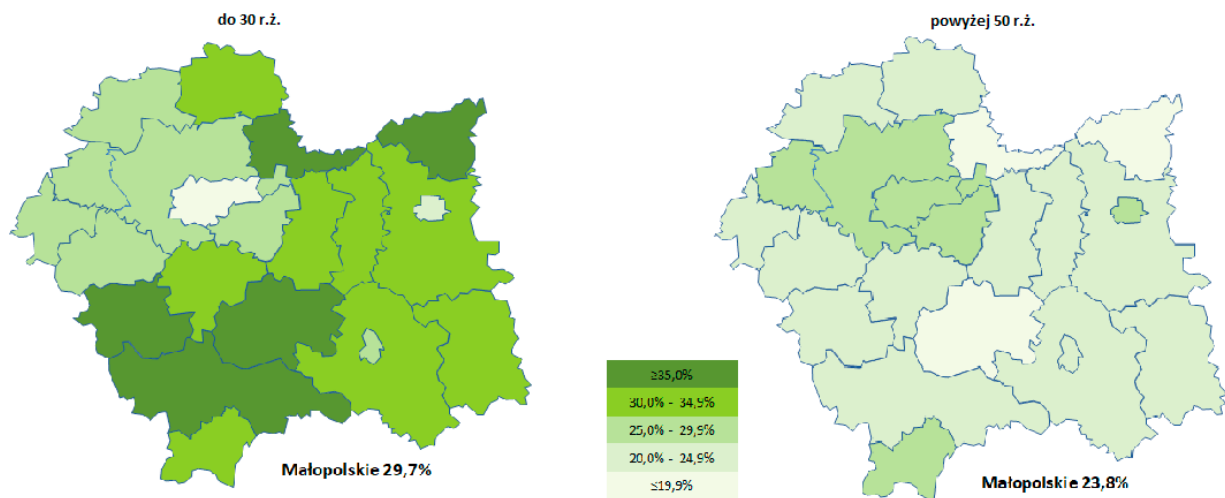 do 30 r.ż.
powyżej 50 r.ż.
≥35,0%
30,0% - 34,9%
25,0% - 29,9%
20,0% - 24,9%
≤19,9%
Małopolskie 29,7%
Małopolskie 23,8%